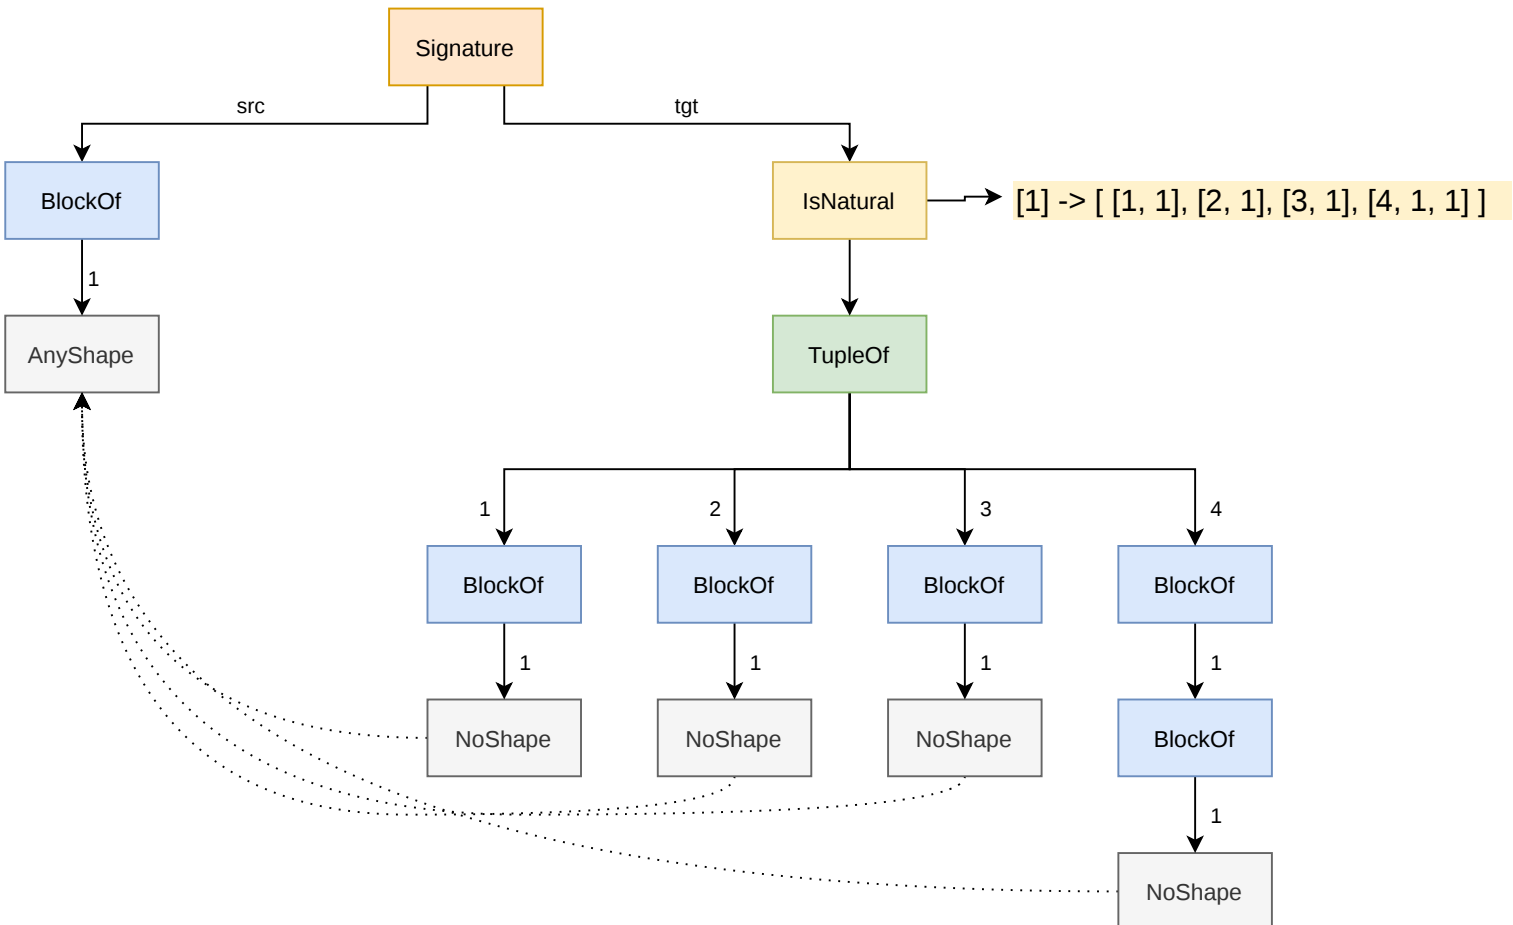 Signature
src
tgt
BlockOf
IsNatural
[1] -> [ [1, 1], [2, 1], [3, 1], [4, 1, 1] ]
1
AnyShape
TupleOf
1
2
3
4
BlockOf
BlockOf
BlockOf
BlockOf
1
1
1
1
NoShape
NoShape
NoShape
BlockOf
1
NoShape